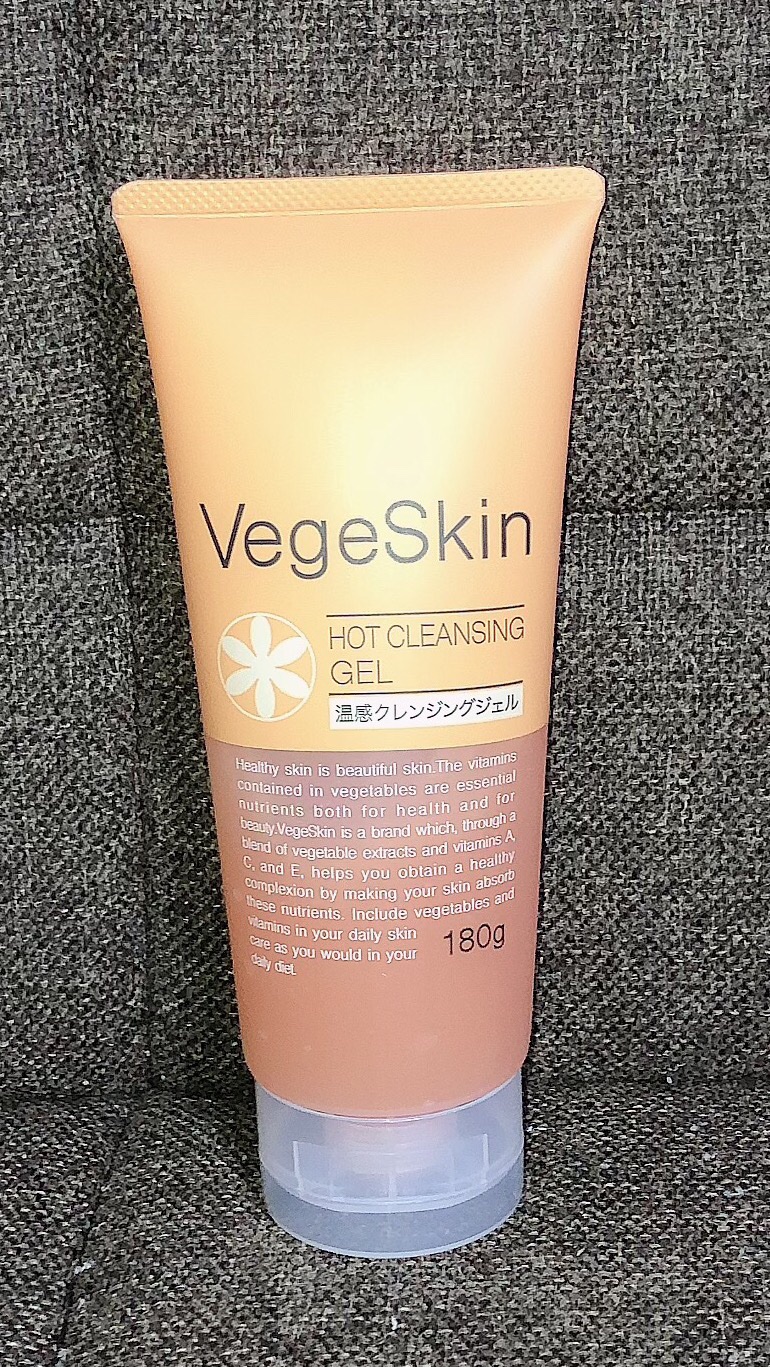 VegeSkin
HOT CLEANSING
GEL
温感クレンジングジェル
Healthy skin is beautiful skin.The vitamins
contained in vegetables are essential
nutrients both for health and for
beauty.VegeSkin is a brand which, through a
blend of vegetable extracts and vitamins A,
C, and E, helps you obtain a healthy
complexion by making your skin absorb
these nutrients. Include vegetables and
vitamins in your daily skin
care as you would in your
daily diet.
180g